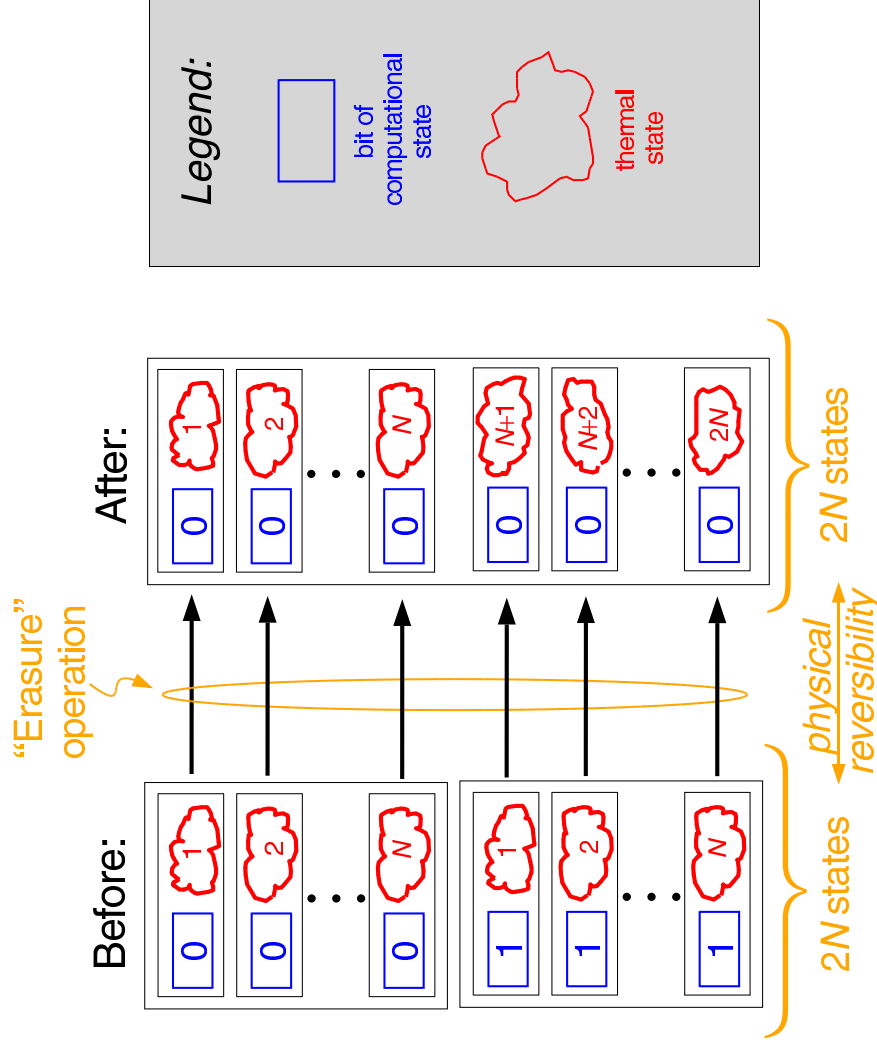 “Erasure”
operation
Before:
After:
Legend:
0 1
0 1
0 2
0 2
0 N
0 N
1 1
0 N+1
1 2
0 N+2
1 N
0 2N
bit of
computational
state
thermal
state
2N states
physical
reversibility
2N states